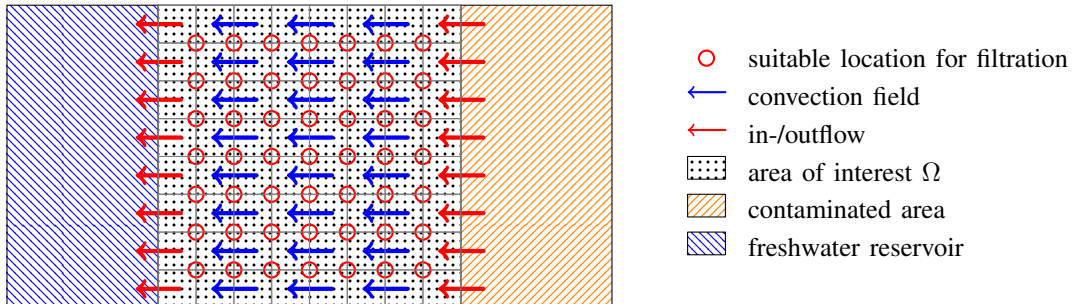 suitable location for filtration
convection field
in-/outflow
area of interest Ω
contaminated area
freshwater reservoir